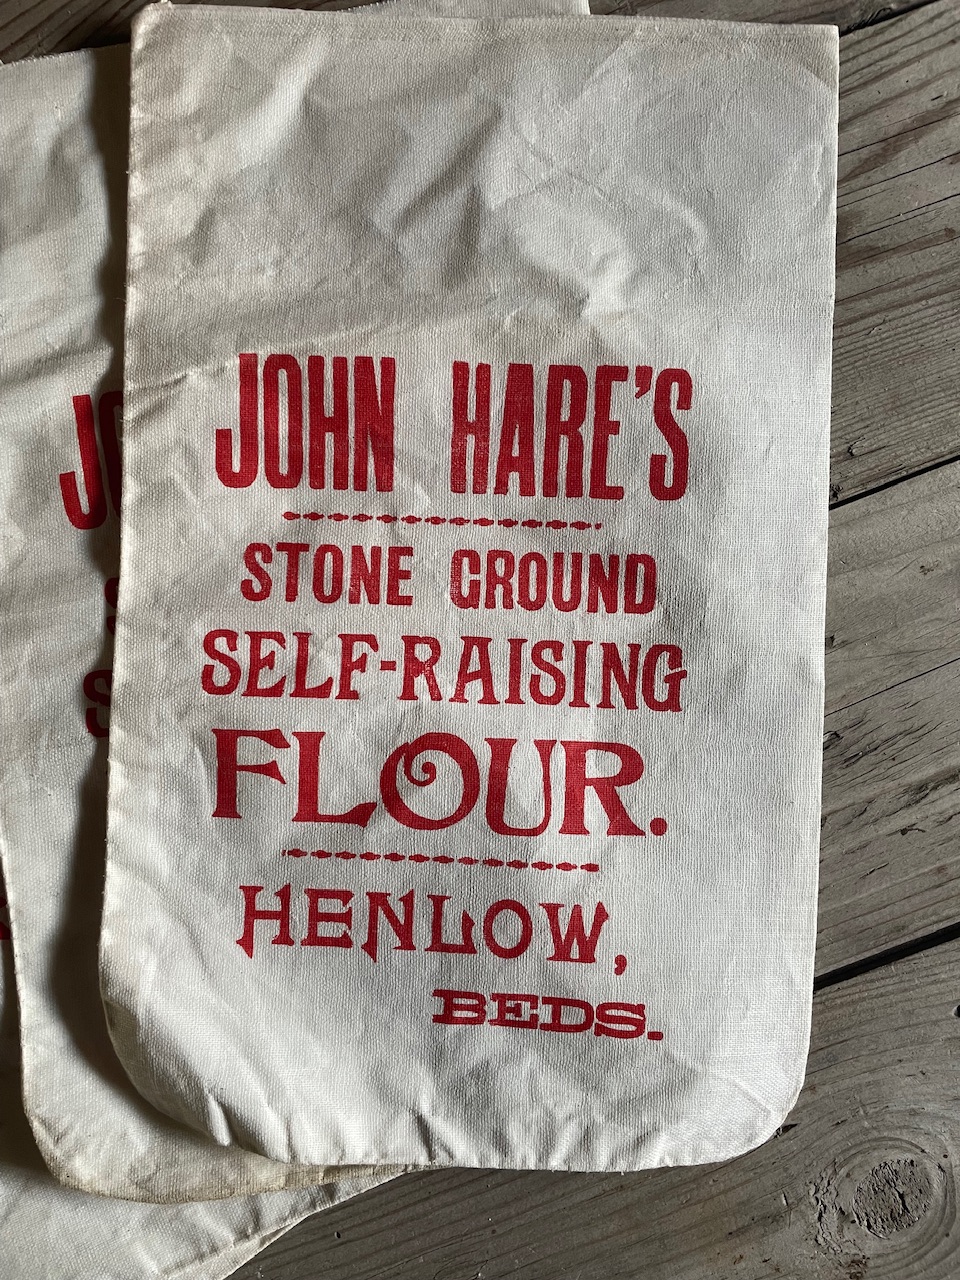 JOHN HARE'S
STONE GROUND
SELF-RAISING
FLOUR.
HENLOW,
BEDS.